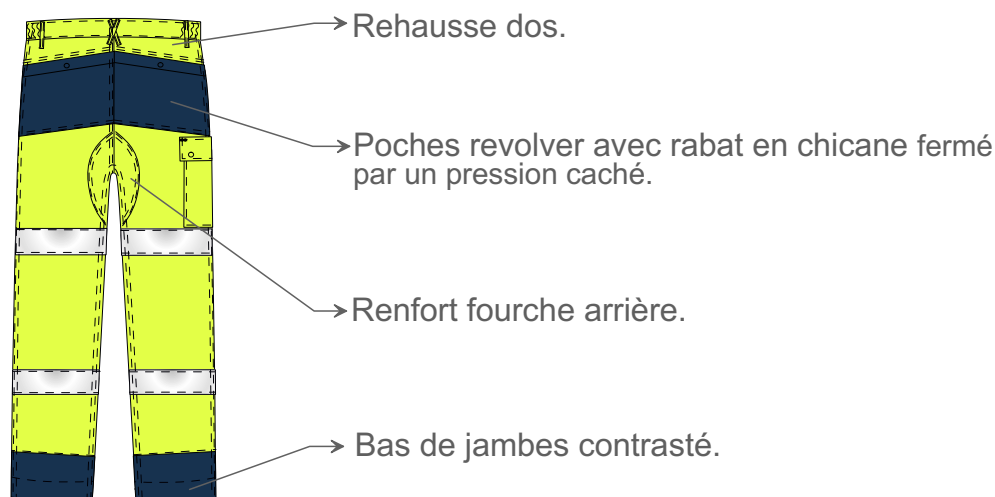 Rehausse dos.
Poches revolver avec rabat en chicane fermé
par un pression caché.
Renfort fourche arrière.
Bas de jambes contrasté.